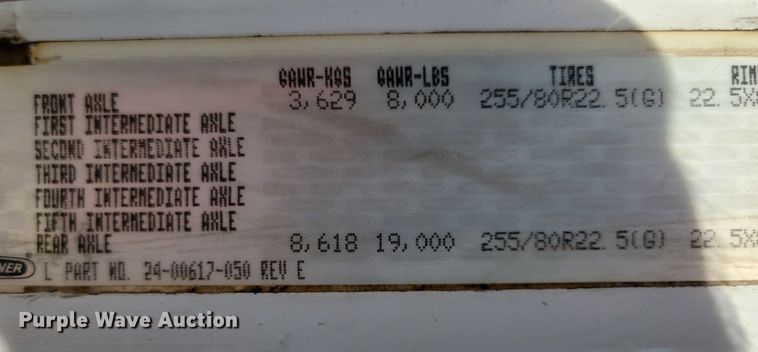 GAWR-KGS GAWR-LBS TIRES RIM
FRONT AXLE 3,629 8,000 255/80R22.5(G) 22.5X
FIRST INTERMEDIATE AXLE
SECOND INTERMEDIATE AXLE
THIRD INTERMEDIATE AXLE
FOURTH INTERMEDIATE AXLE
FIFTH INTERMEDIATE AXLE
REAR AXLE 8,618 19,000 255/80R22.5(G) 22.5X
NER L PART NO. 24-00617-050 REV E
Purple Wave Auction